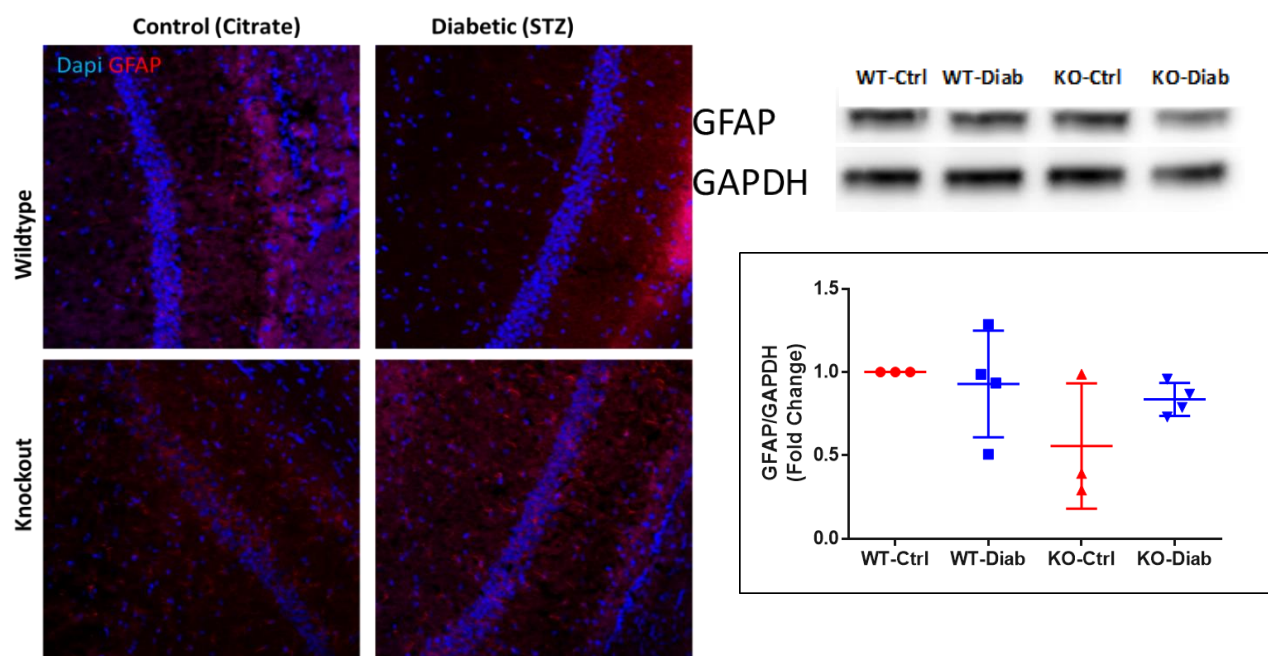 Control (Citrate)
Diabetic (STZ)
Dapi GFAP
Wildtype
Knockout
WT-Ctrl WT-Diab KO-Ctrl KO-Diab
GFAP
GAPDH
GFAP/GAPDH
(Fold Change)
1.5
1.0
0.5
0.0
WT-Ctrl WT-Diab KO-Ctrl KO-Diab